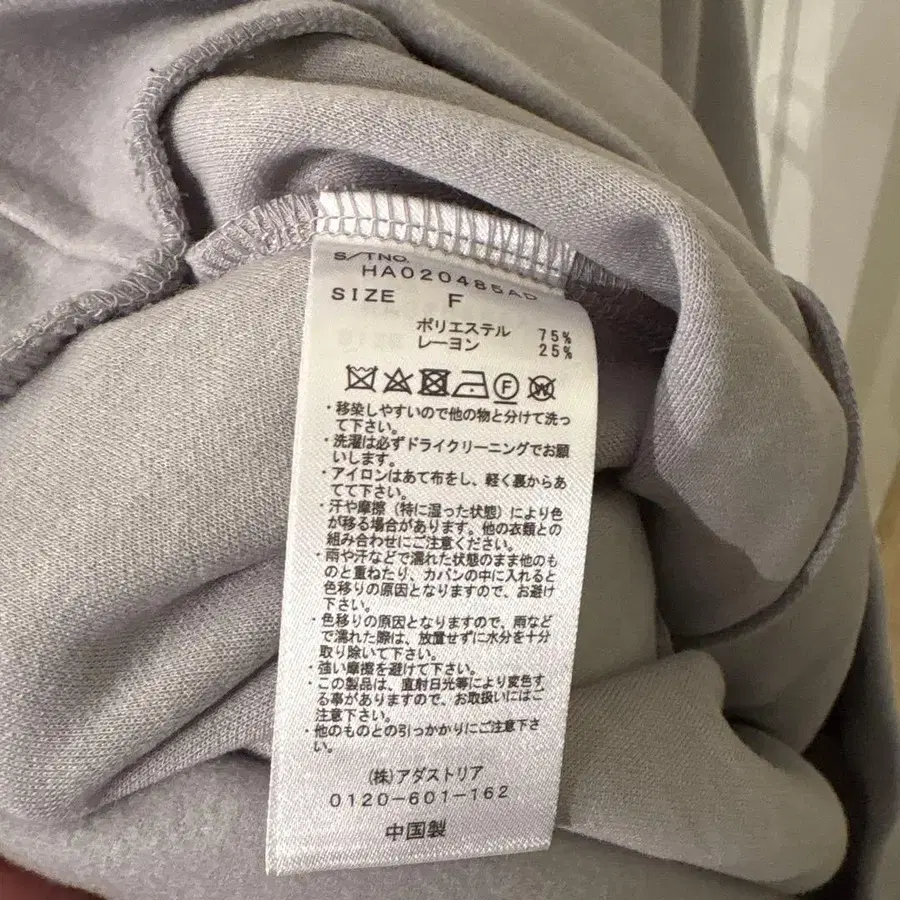 S/TNO.
HA020485AD
SIZE F
ポリエステル 75%
レーヨン 25%
F
W
・移染しやすいので他の物と分けて洗っ
て下さい。
・洗濯は必ずドライクリーニングでお願
いします。
・アイロンはあて布をし、軽く裏からあ
てて下さい。
・汗や摩擦（特に湿った状態）により色
が移る場合があります。他の衣類との
組み合わせにご注意ください。
・雨や汗などで濡れた状態のまま他のも
のと重ねたり、カバンの中に入れると
色移りの原因となりますので、お避け
下さい。
・色移りの原因となりますので、雨など
で濡れた際は、放置せずに水分を十分
取り除いて下さい。
・強い摩擦を避けて下さい。
・この製品は、直射日光等により変色す
る事がありますので、お取扱いにはご
注意下さい。
・他のものとの引っかかりにご注意下さ
い。
(株)アダストリア
0120-601-162
中国製